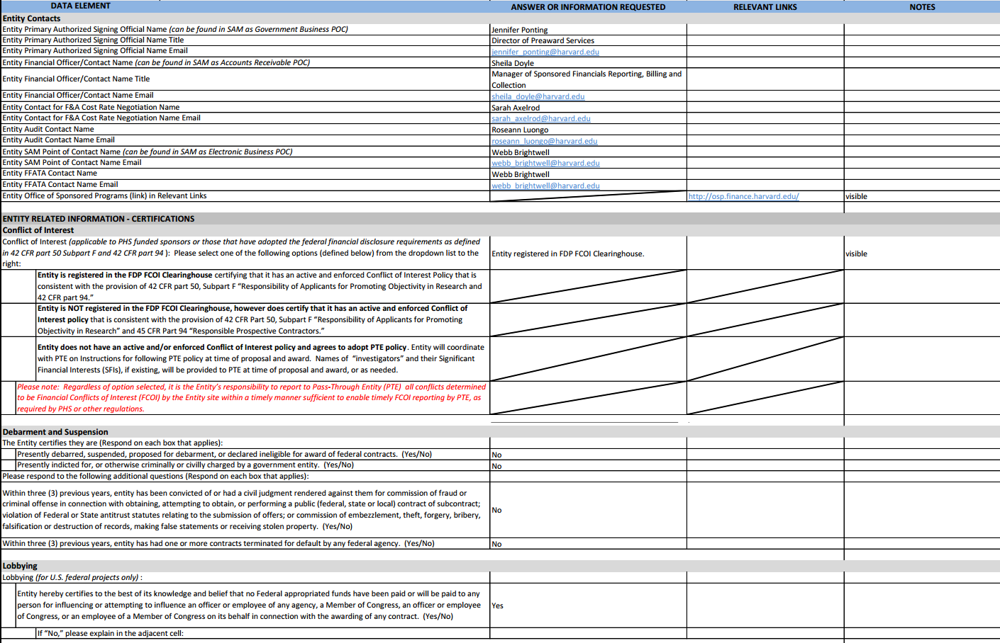 DATA ELEMENT ANSWER OR INFORMATION REQUESTED RELEVANT LINKS NOTES
Entity Contacts
Entity Primary Authorized Signing Official Name (can be found in SAM as Government Business POC) Jennifer Ponting
Entity Primary Authorized Signing Official Name Title Director of Preaward Services
Entity Primary Authorized Signing Official Name Email jennifer_ponting@harvard.edu
Entity Financial Officer/Contact Name (can be found in SAM as Accounts Receivable POC) Sheila Doyle
Entity Financial Officer/Contact Name Title Manager of Sponsored Financials Reporting, Billing and
Collection
Entity Financial Officer/Contact Name Email sheila_doyle@harvard.edu
Entity Contact for F&A Cost Rate Negotiation Name Sarah Axelrod
Entity Contact for F&A Cost Rate Negotiation Name Email sarah_axelrod@harvard.edu
Entity Audit Contact Name Roseann Luongo
Entity Audit Contact Name Email roseann_luongo@harvard.edu
Entity SAM Point of Contact Name (can be found in SAM as Electronic Business POC) Webb Brightwell
Entity SAM Point of Contact Name Email webb_brightwell@harvard.edu
Entity FFATA Contact Name Webb Brightwell
Entity FFATA Contact Name Email webb_brightwell@harvard.edu
Entity Office of Sponsored Programs (link) in Relevant Links http://osp.finance.harvard.edu/ visible
ENTITY RELATED INFORMATION - CERTIFICATIONS
Conflict of Interest
Conflict of Interest (applicable to PHS funded sponsors or those that have adopted the federal financial disclosure requirements as defined
in 42 CFR part 50 Subpart F and 42 CFR part 94 ): Please select one of the following options (defined below) from the dropdown list to the
right:
Entity registered in FDP FCOI Clearinghouse. visible
Entity is registered in the FDP FCOI Clearinghouse certifying that it has an active and enforced Conflict of Interest Policy that is
consistent with the provision of 42 CFR part 50, Subpart F “Responsibility of Applicants for Promoting Objectivity in Research and
42 CFR part 94.”
Entity is NOT registered in the FDP FCOI Clearinghouse, however does certify that it has an active and enforced Conflict of
Interest policy that is consistent with the provision of 42 CFR Part 50, Subpart F “Responsibility of Applicants for Promoting
Objectivity in Research” and 45 CFR Part 94 “Responsible Prospective Contractors.”
Entity does not have an active and/or enforced Conflict of Interest policy and agrees to adopt PTE policy. Entity will coordinate
with PTE on Instructions for following PTE policy at time of proposal and award. Names of “investigators” and their Significant
Financial Interests (SFIs), if existing, will be provided to PTE at time of proposal and award, or as needed.
Please note: Regardless of option selected, it is the Entity’s responsibility to report to Pass-Through Entity (PTE) all conflicts determined
to be Financial Conflicts of Interest (FCOI) by the Entity site within a timely manner sufficient to enable timely FCOI reporting by PTE, as
required by PHS or other regulations.
Debarment and Suspension
The Entity certifies they are (Respond on each box that applies):
Presently debarred, suspended, proposed for debarment, or declared ineligible for award of federal contracts. (Yes/No) No
Presently indicted for, or otherwise criminally or civilly charged by a government entity. (Yes/No) No
Please respond to the following additional questions (Respond on each box that applies):
Within three (3) previous years, entity has been convicted of or had a civil judgment rendered against them for commission of fraud or
criminal offense in connection with obtaining, attempting to obtain, or performing a public (federal, state or local) contract of subcontract;
violation of Federal or State antitrust statutes relating to the submission of offers; or commission of embezzlement, theft, forgery, bribery,
falsification or destruction of records, making false statements or receiving stolen property. (Yes/No)
No
Within three (3) previous years, entity has had one or more contracts terminated for default by any federal agency. (Yes/No) No
Lobbying
Lobbying (for U.S. federal projects only) :
Entity hereby certifies to the best of its knowledge and belief that no Federal appropriated funds have been paid or will be paid to any
person for influencing or attempting to influence an officer or employee of any agency, a Member of Congress, an officer or employee
of Congress, or an employee of a Member of Congress on its behalf in connection with the awarding of any contract. (Yes/No)
Yes
If “No,” please explain in the adjacent cell: